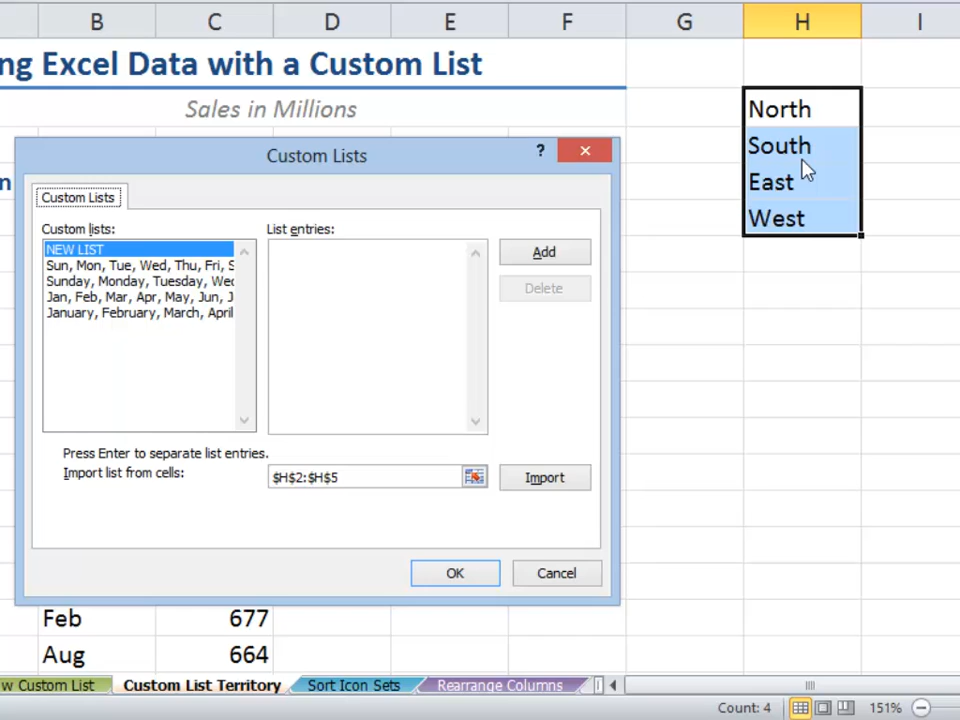 B C D E F G H I
ng Excel Data with a Custom List
Sales in Millions
North
South
East
West
n
Custom Lists
?
Custom Lists
Custom lists:
List entries:
NEW LIST
Sun, Mon, Tue, Wed, Thu, Fri, S
Sunday, Monday, Tuesday, Wed
Jan, Feb, Mar, Apr, May, Jun, J
January, February, March, April
Add
Delete
Press Enter to separate list entries.
Import list from cells:
$H$2:$H$5
Import
OK
Cancel
Feb 677
Aug 664
w Custom List
Custom List Territory
Sort Icon Sets
Rearrange Columns
Count: 4
151%